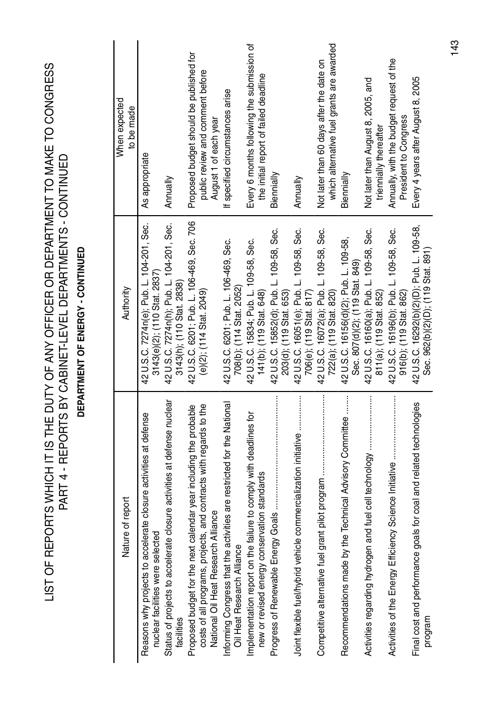 LIST OF REPORTS WHICH IT IS THE DUTY OF ANY OFFICER OR DEPARTMENT TO MAKE TO CONGRESS
PART 4 - REPORTS BY CABINET-LEVEL DEPARTMENTS - CONTINUED
DEPARTMENT OF ENERGY - CONTINUED
Nature of report
Authority
When expected
to be made
Reasons why projects to accelerate closure activities at defense
nuclear facilities were selected
42 U.S.C. 7274n(e); Pub. L. 104-201, Sec.
3143(e)(2); (110 Stat. 2837)
As appropriate
Status of projects to accelerate closure activities at defense nuclear
facilities
42 U.S.C. 7274n(h); Pub. L. 104-201, Sec.
3143(h); (110 Stat. 2838)
Annually
Proposed budget for the next calendar year including the probable
costs of all programs, projects, and contracts with regards to the
National Oil Heat Research Alliance
42 U.S.C. 6201; Pub. L. 106-469, Sec. 706
(e)(2); (114 Stat. 2049)
Proposed budget should be published for
public review and comment before
August 1 of each year
Informing Congress that the activities are restricted for the National
Oil Heat Research Alliance
42 U.S.C. 6201; Pub. L. 106-469, Sec.
708(b); (114 Stat. 2052)
If specified circumstances arise
Implementation report on the failure to comply with deadlines for
new or revised energy conservation standards
42 U.S.C. 15834; Pub. L. 109-58, Sec.
141(b); (119 Stat. 648)
Every 6 months following the submission of
the initial report of failed deadline
Progress of Renewable Energy Goals
42 U.S.C. 15852(d); Pub. L. 109-58, Sec.
203(d); (119 Stat. 653)
Biennially
Joint flexible fuel/hybrid vehicle commercialization initiative
42 U.S.C. 16051(e); Pub. L. 109-58, Sec.
706(e); (119 Stat. 817)
Annually
Competitive alternative fuel grant pilot program
42 U.S.C. 16072(a); Pub. L. 109-58, Sec.
722(a); (119 Stat. 820)
Not later than 60 days after the date on
which alternative fuel grants are awarded
Recommendations made by the Technical Advisory Committee
42 U.S.C. 16156(d)(2); Pub. L. 109-58,
Sec. 807(d)(2); (119 Stat. 849)
Biennially
Activities regarding hydrogen and fuel cell technology
42 U.S.C. 16160(a); Pub. L. 109-58, Sec.
811(a); (119 Stat. 852)
Not later than August 8, 2005, and
triennially thereafter
Activities of the Energy Efficiency Science Initiative
42 U.S.C. 16196(b); Pub. L. 109-58, Sec.
916(b); (119 Stat. 862)
Annually, with the budget request of the
President to Congress
Final cost and performance goals for coal and related technologies
program
42 U.S.C. 16292(b)(2)(D); Pub. L. 109-58,
Sec. 962(b)(2)(D); (119 Stat. 891)
Every 4 years after August 8, 2005
143